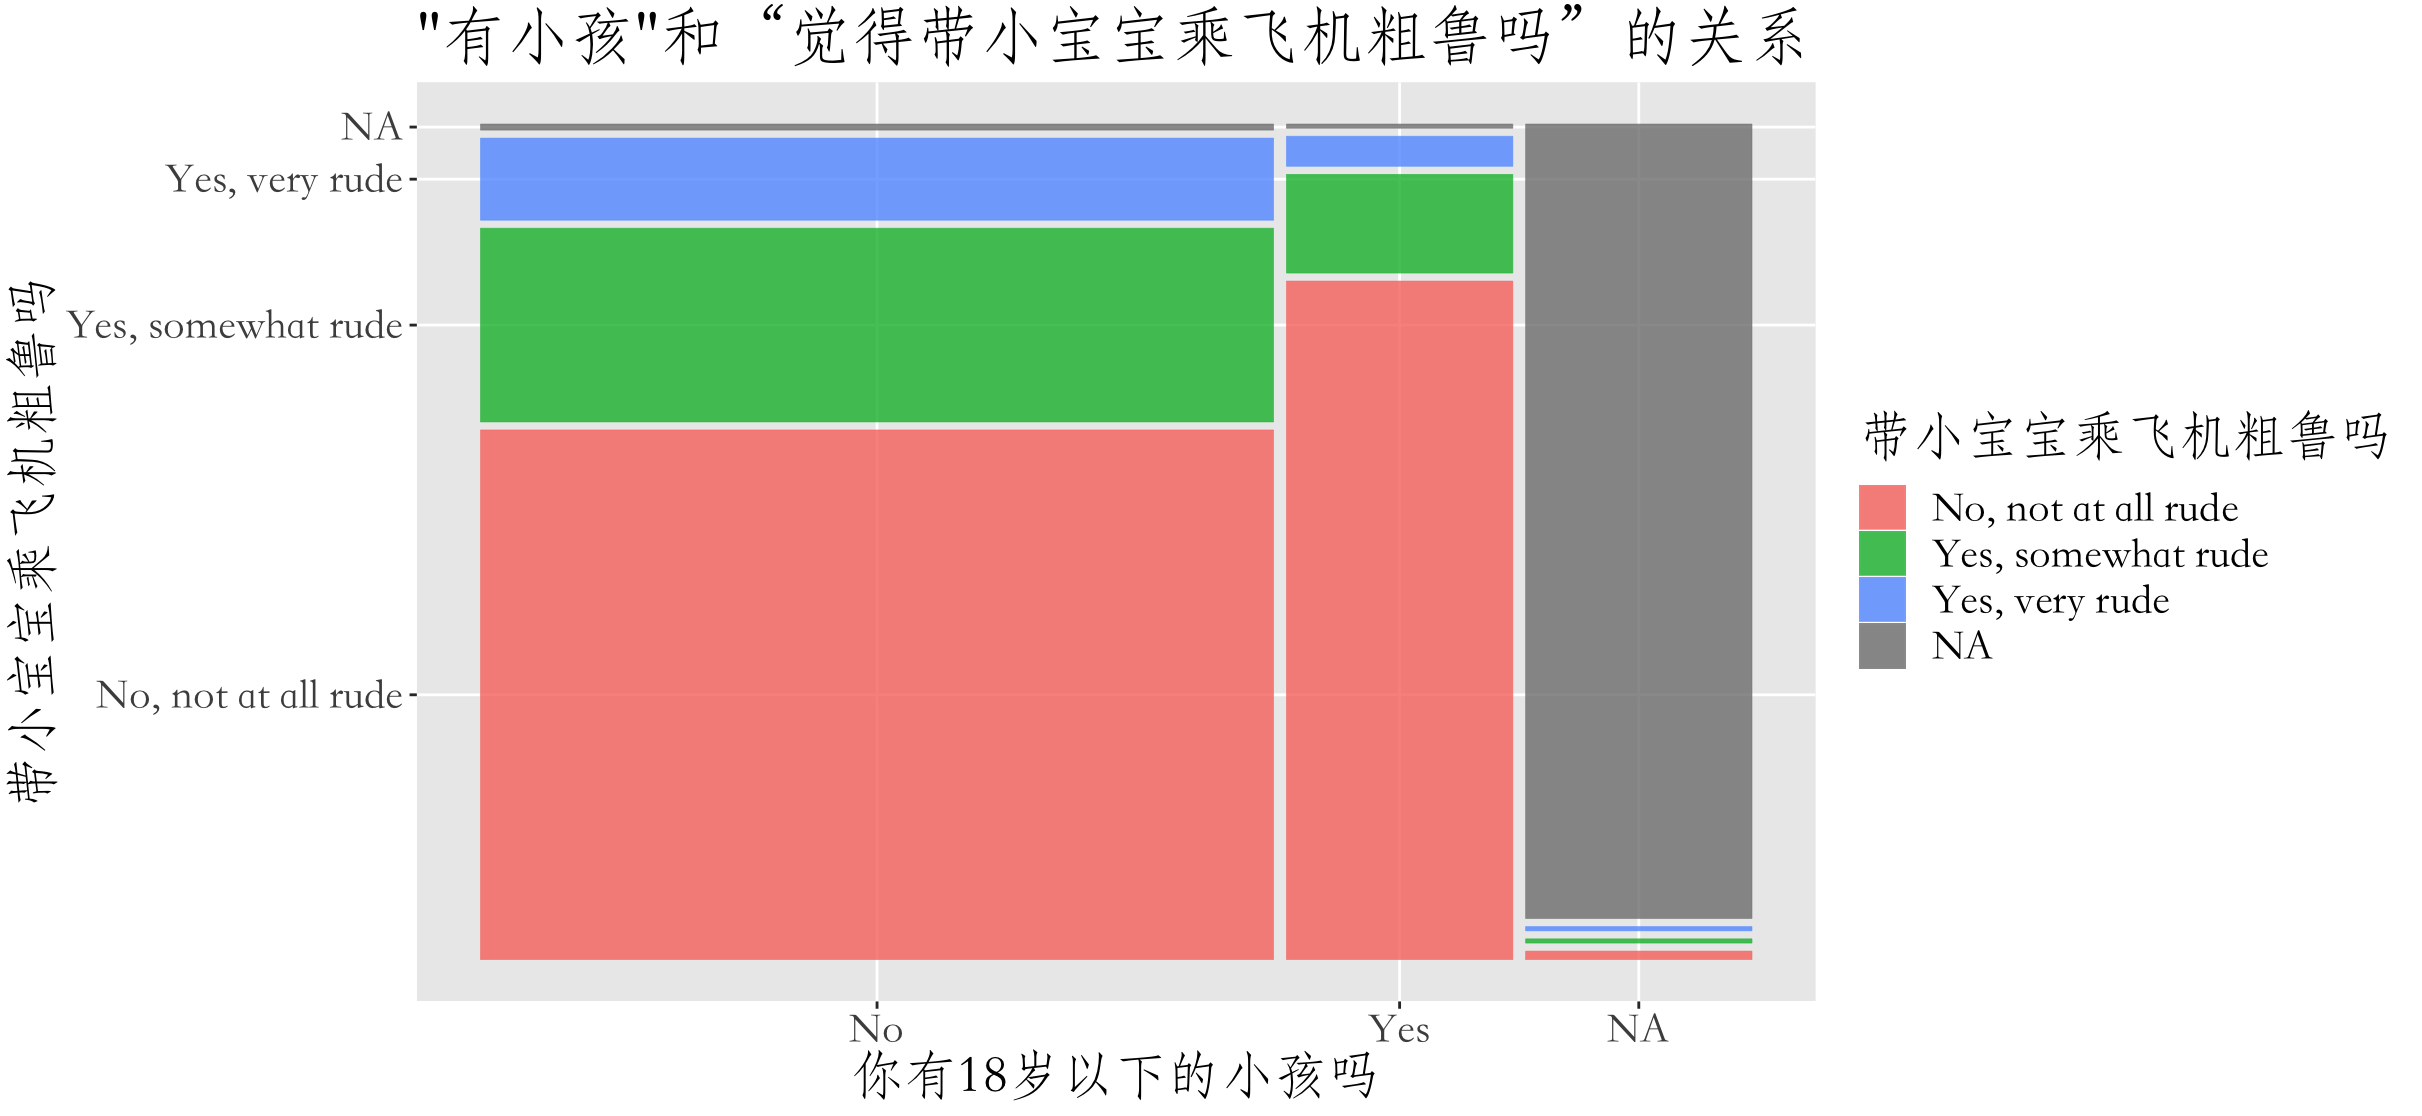 "有小孩"和“觉得带小宝宝乘飞机粗鲁吗”的关系
带小宝宝乘飞机粗鲁吗
NA
Yes, very rude
Yes, somewhat rude
No, not at all rude
No
Yes
NA
你有18岁以下的小孩吗
带小宝宝乘飞机粗鲁吗
No, not at all rude
Yes, somewhat rude
Yes, very rude
NA